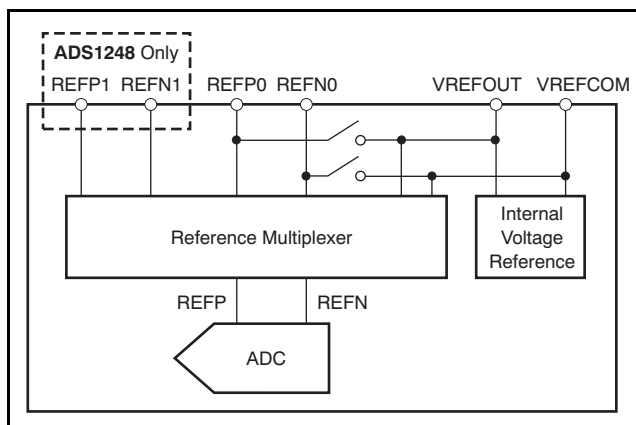 ADS1248 Only
REFP1 REFN1 REFP0 REFN0 VREFOUT VREFCOM
Reference Multiplexer
Internal
Voltage
Reference
REFP REFN
ADC